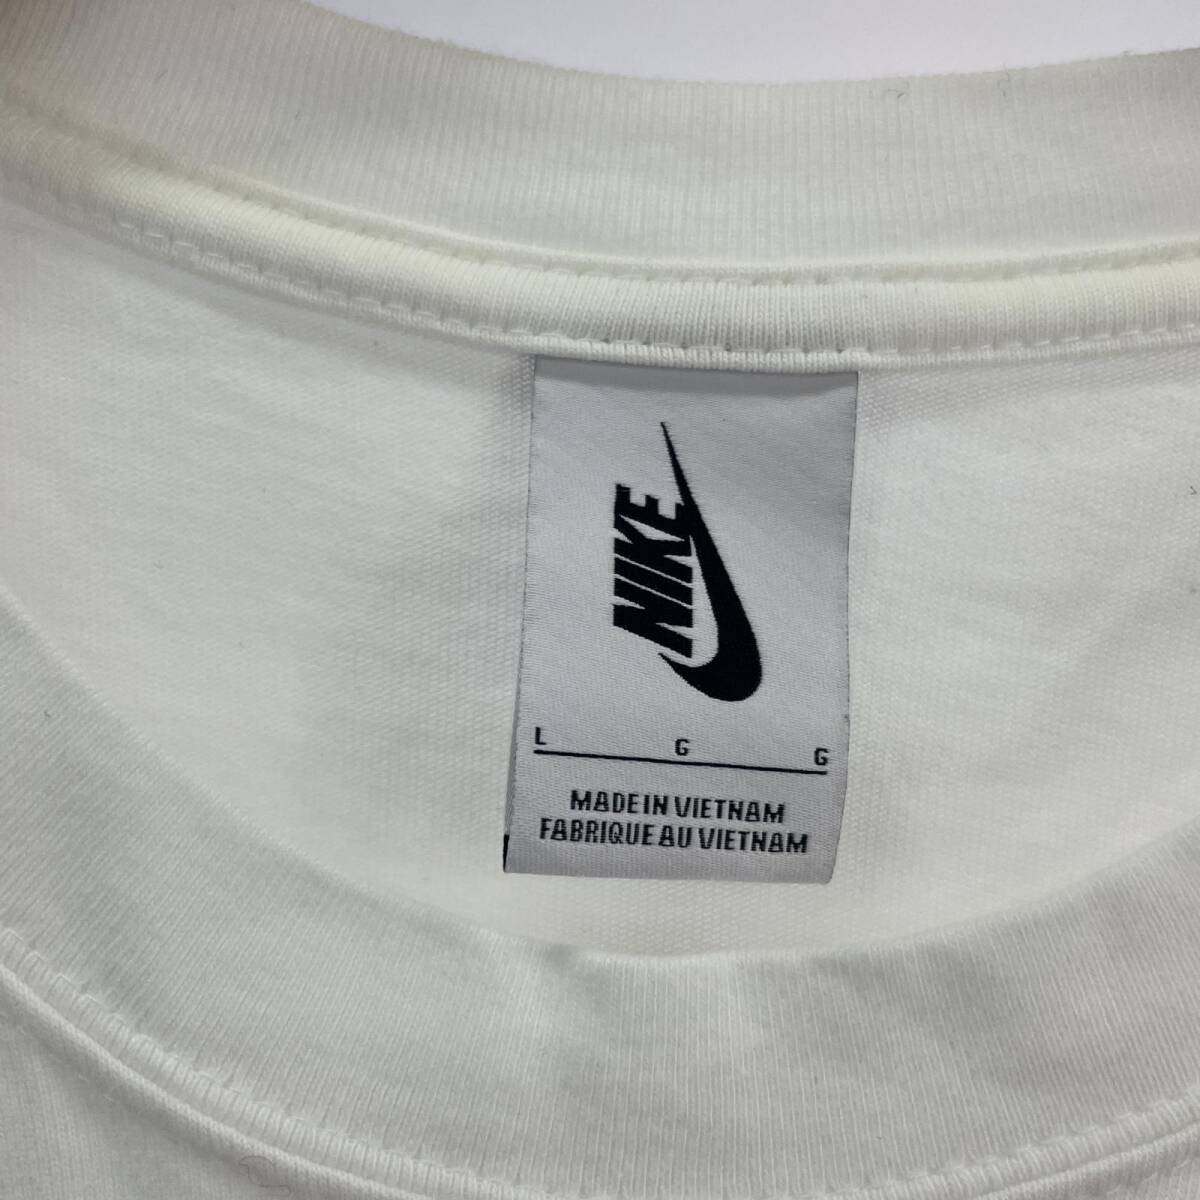 NIKE
L G G
MADE IN VIETNAM
FABRIQUE AU VIETNAM